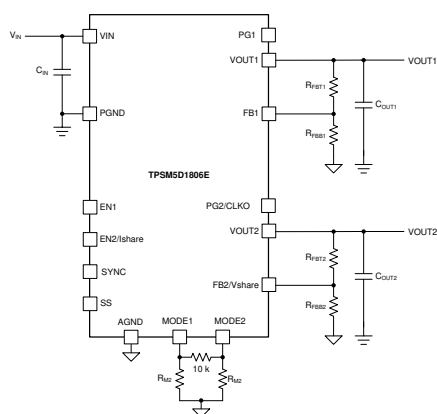 VIN
VIN
PG1
VOUT1
VOUT1
CIN
RFBT1
COUT1
PGND
FB1
RFBB1
TPSM5D1806E
EN1
PG2/CLKO
EN2/Ishare
VOUT2
VOUT2
RFBT2
SYNC
COUT2
FB2/Vshare
SS
RFBB2
AGND
MODE1
MODE2
10 k
RM2
RM2